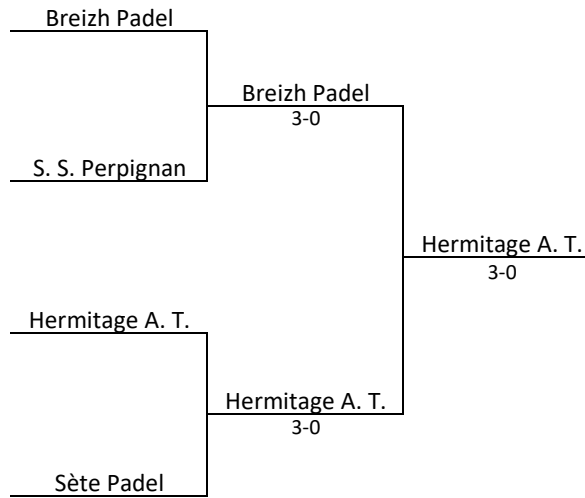 Breizh Padel
Breizh Padel
3-0
S. S. Perpignan
Hermitage A. T.
3-0
Hermitage A. T.
Hermitage A. T.
3-0
Sète Padel